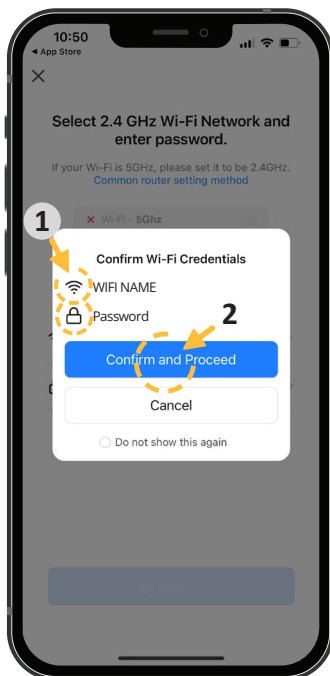 10:50
◀ App Store
Select 2.4 GHz Wi-Fi Network and
enter password.
If your Wi-Fi is 5GHz, please set it to be 2.4GHz.
Common router setting method
Wi-Fi - 5Ghz
1
Confirm Wi-Fi Credentials
WIFI NAME
Password
2
Confirm and Proceed
Cancel
Do not show this again